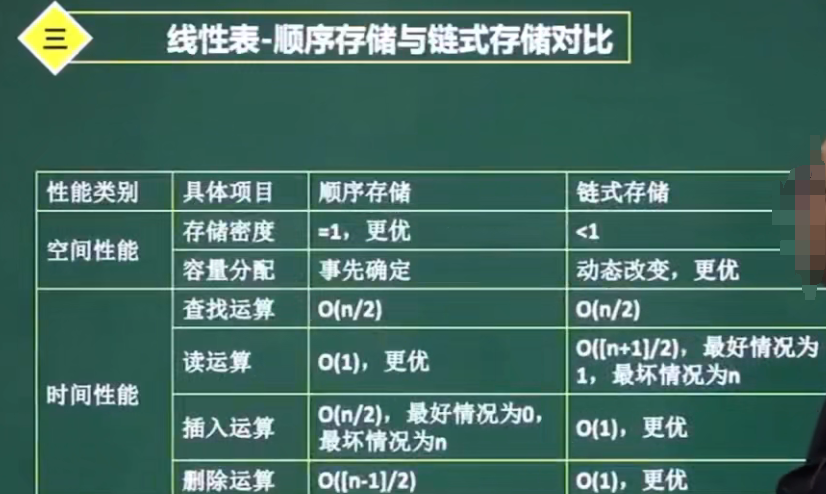 三
线性表-顺序存储与链式存储对比
性能类别 具体项目 顺序存储 链式存储
空间性能
存储密度 =1，更优 <1
容量分配 事先确定 动态改变，更优
时间性能
查找运算 O(n/2) O(n/2)
读运算 O(1)，更优 O([n+1]/2)，最好情况为
1，最坏情况为n
插入运算 O(n/2)，最好情况为0，
最坏情况为n O(1)，更优
删除运算 O([n-1]/2) O(1)，更优